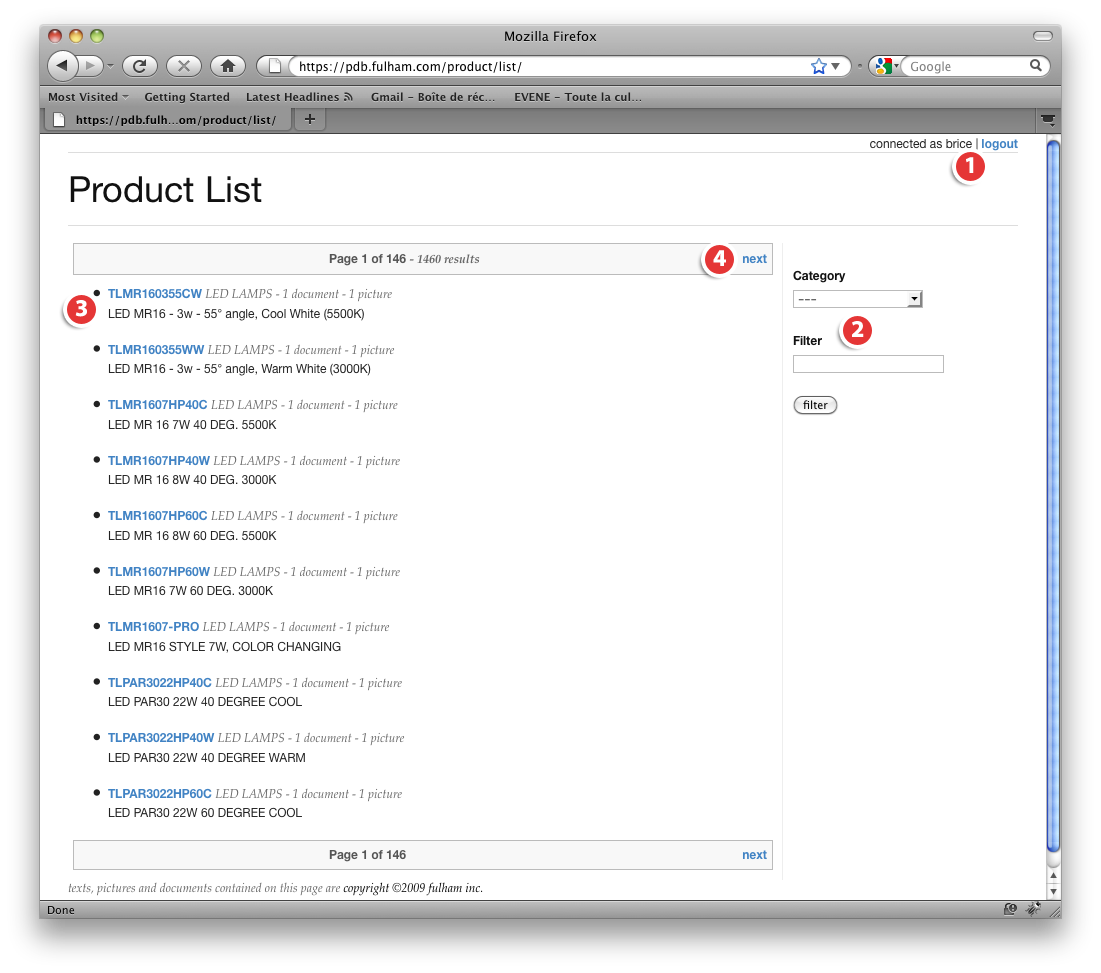 Mozilla Firefox
https://pdb.fulham.com/product/list/
Google
Most Visited Getting Started Latest Headlines Gmail – Boîte de réc... EVENE – Toute la cul...
https://pdb.fulh...om/product/list/ +
connected as brice | logout
1
Product List
Page 1 of 146 - 1460 results 4 next
3
TLMR160355CW LED LAMPS - 1 document - 1 picture
LED MR16 - 3w - 55° angle, Cool White (5500K)
TLMR160355WW LED LAMPS - 1 document - 1 picture
LED MR16 - 3w - 55° angle, Warm White (3000K)
TLMR1607HP40C LED LAMPS - 1 document - 1 picture
LED MR 16 7W 40 DEG. 5500K
TLMR1607HP40W LED LAMPS - 1 document - 1 picture
LED MR 16 8W 40 DEG. 3000K
TLMR1607HP60C LED LAMPS - 1 document - 1 picture
LED MR 16 8W 60 DEG. 5500K
TLMR1607HP60W LED LAMPS - 1 document - 1 picture
LED MR16 7W 60 DEG. 3000K
TLMR1607-PRO LED LAMPS - 1 document - 1 picture
LED MR16 STYLE 7W, COLOR CHANGING
TLPAR3022HP40C LED LAMPS - 1 document - 1 picture
LED PAR30 22W 40 DEGREE COOL
TLPAR3022HP40W LED LAMPS - 1 document - 1 picture
LED PAR30 22W 40 DEGREE WARM
TLPAR3022HP60C LED LAMPS - 1 document - 1 picture
LED PAR30 22W 60 DEGREE COOL
Page 1 of 146 next
Category
---
2
Filter
filter
texts, pictures and documents contained on this page are copyright ©2009 fulham inc.
Done